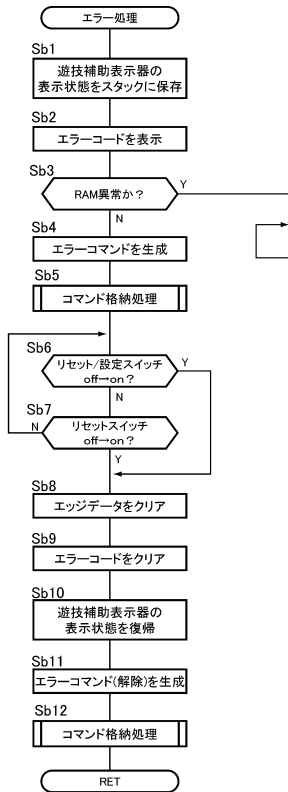 エラー処理
Sb1
遊技補助表示器の
表示状態をスタックに保存
Sb2
エラーコードを表示
Sb3
RAM異常か？
Y
N
Sb4
エラーコマンドを生成
Sb5
コマンド格納処理
Sb6
リセット/設定スイッチ
off→on？
Y
N
Sb7
リセットスイッチ
off→on？
N
Y
Sb8
エッジデータをクリア
Sb9
エラーコードをクリア
Sb10
遊技補助表示器の
表示状態を復帰
Sb11
エラーコマンド(解除)を生成
Sb12
コマンド格納処理
RET